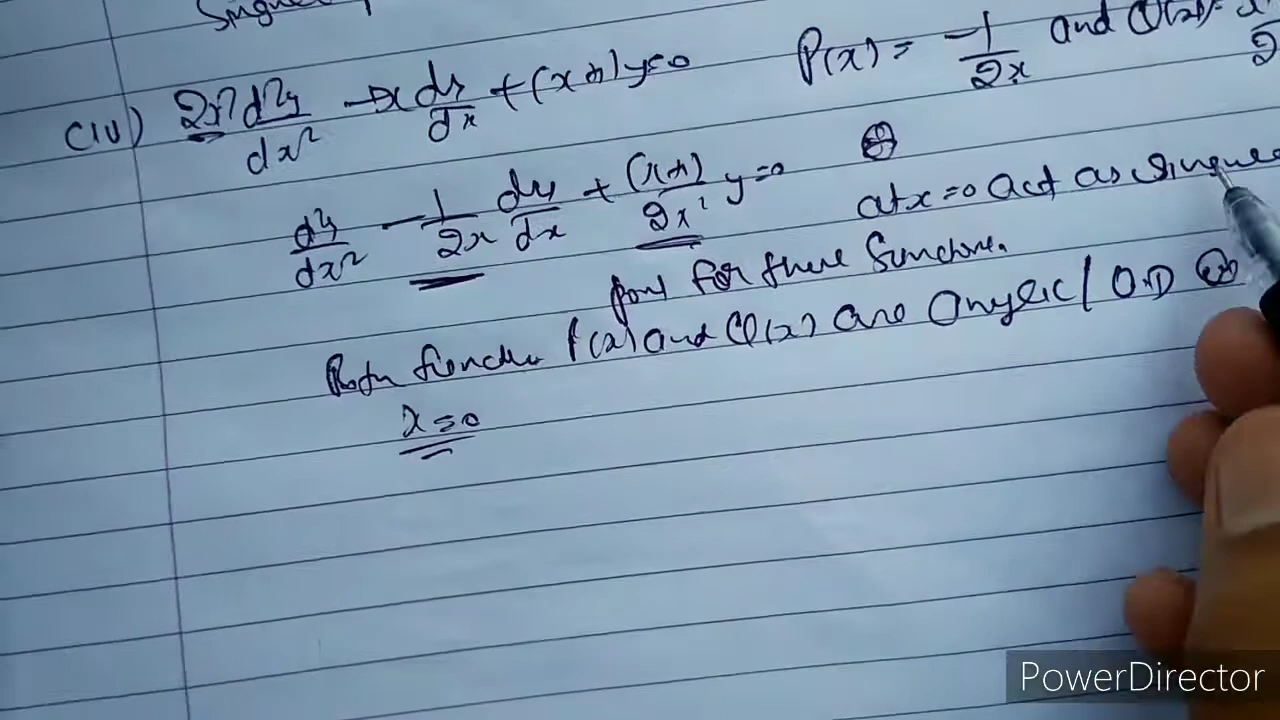 (iv) 2x² d²y/dx² - x dy/dx + (x+1)y=0 P(x) = -1/2x and Q(x)=
d²y/dx² - 1/2x dy/dx + (x+1)/2x² y=0
at x=0 act as
point for these function.
Both function P(x) and Q(x) are / O.D
x=0
PowerDirector